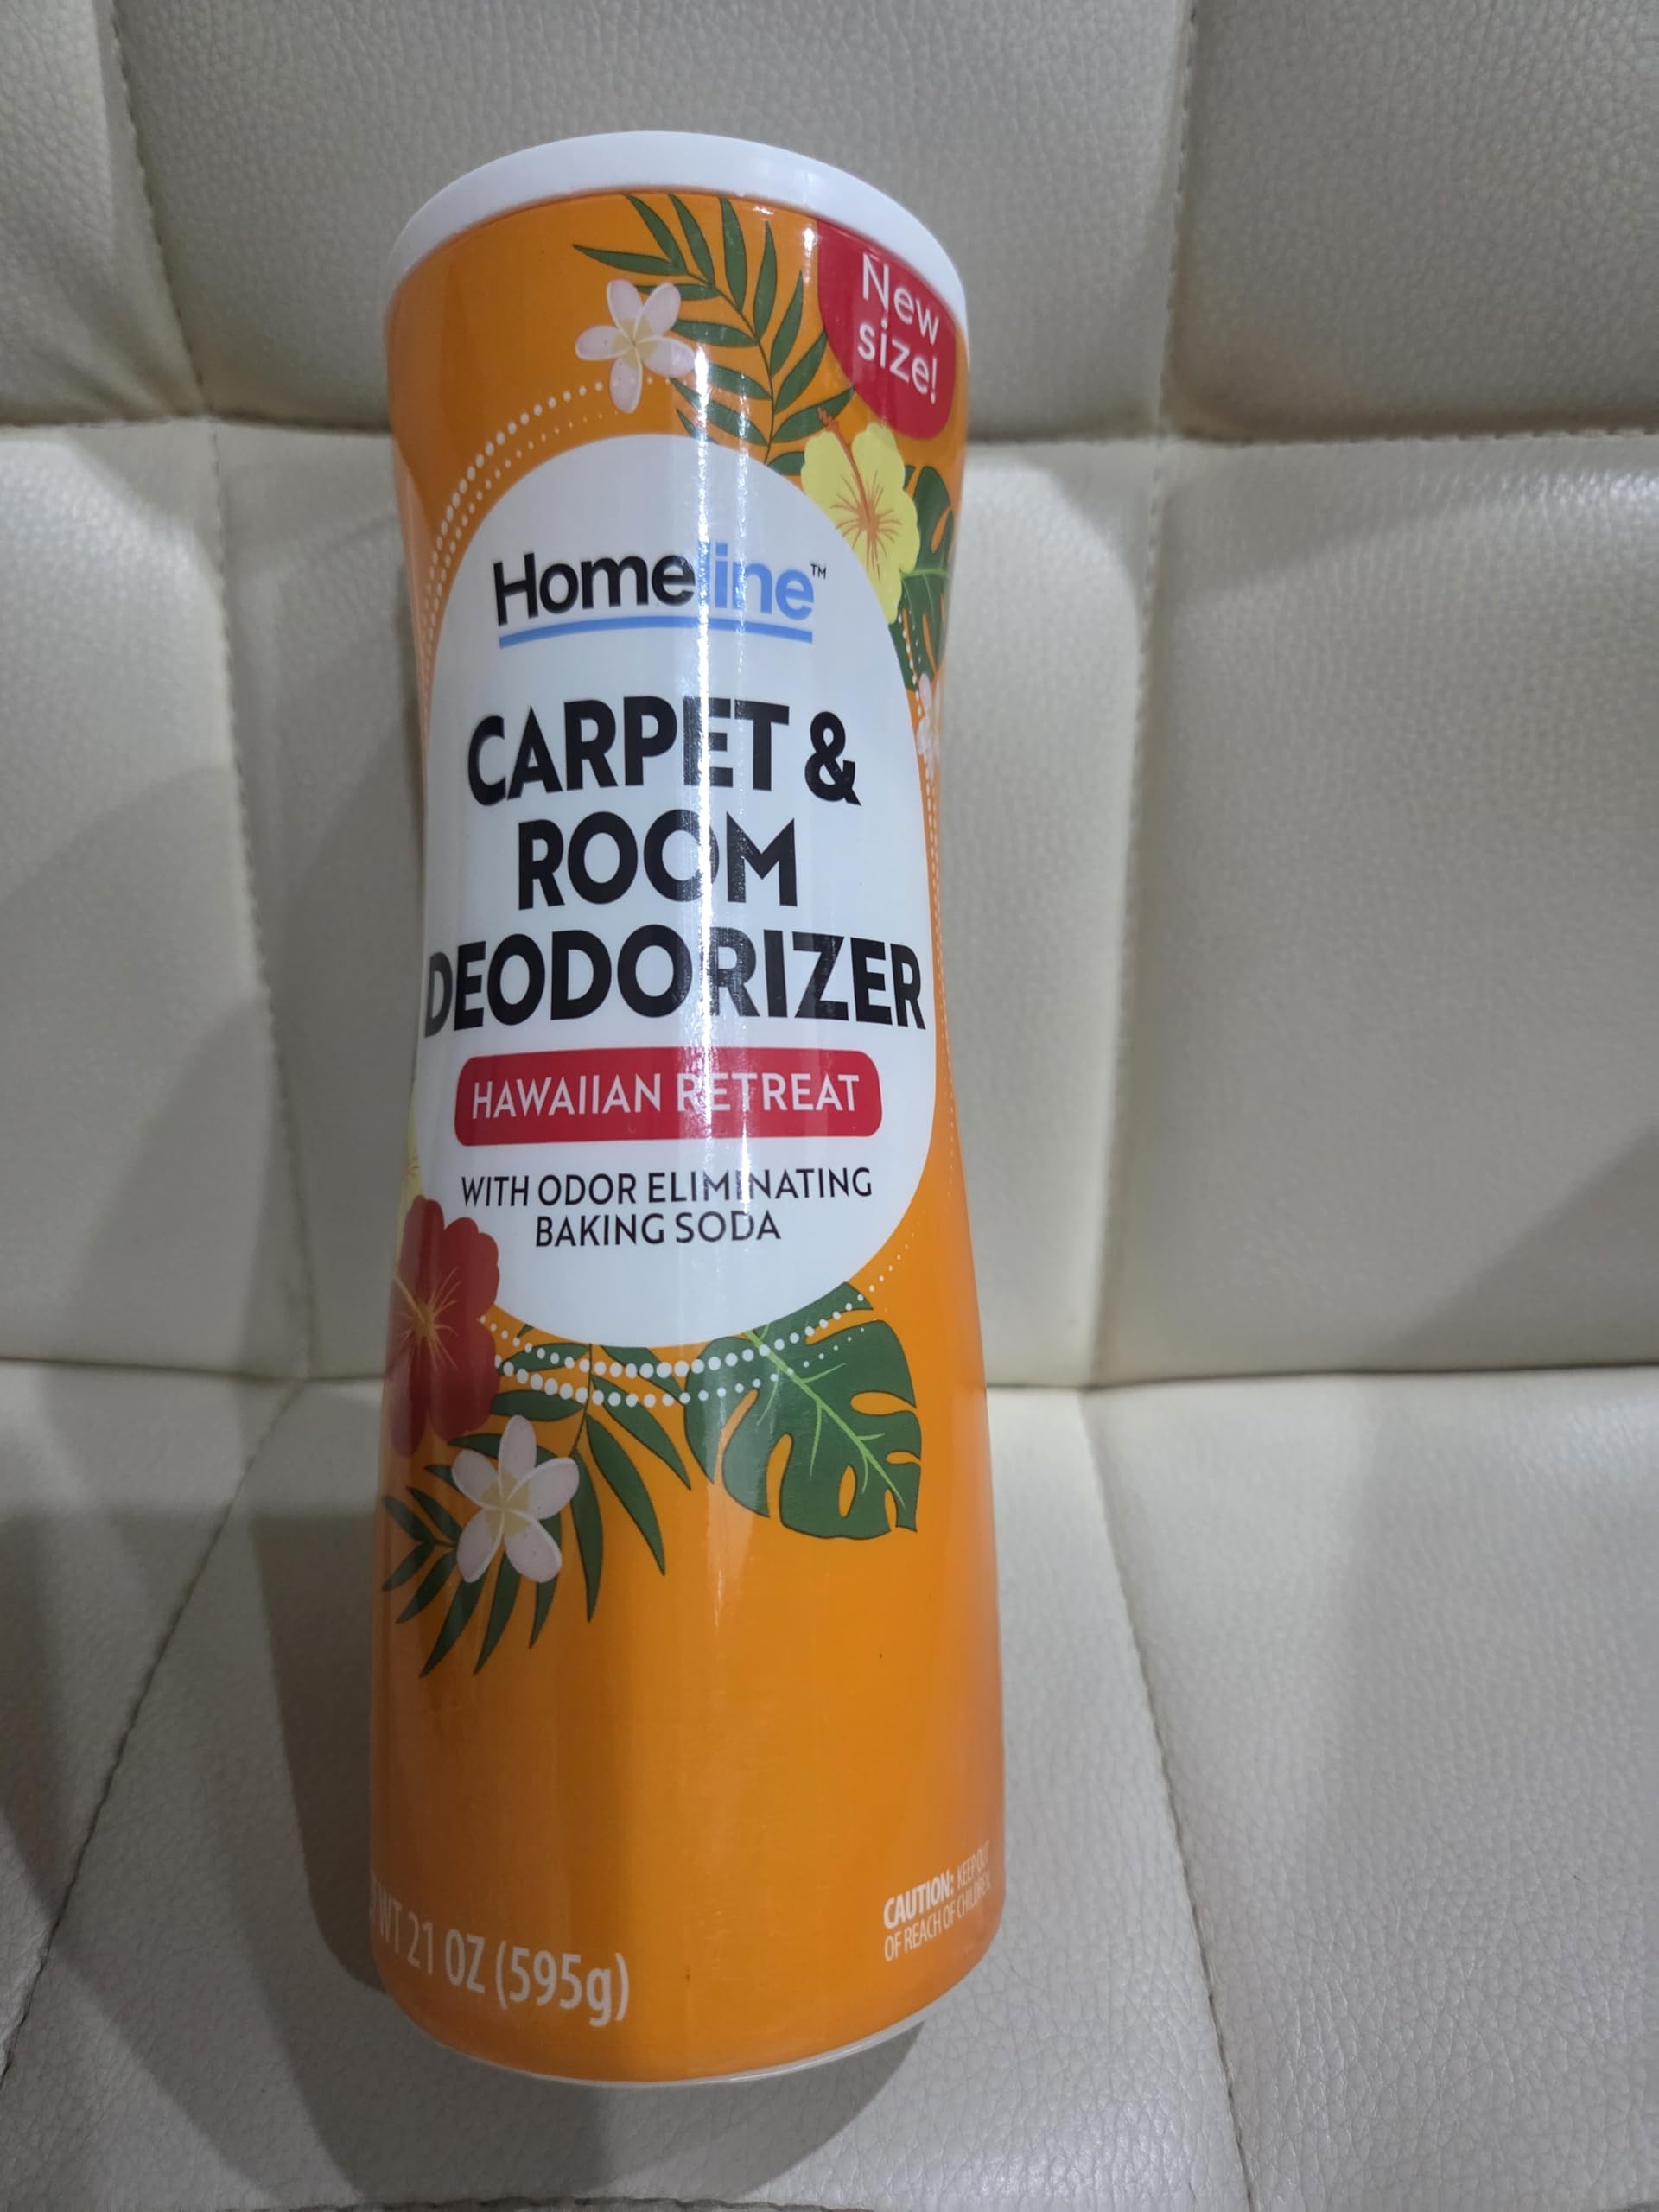 New
size!
Homeline™
CARPET &
ROOM
DEODORIZER
HAWAIIAN RETREAT
WITH ODOR ELIMINATING
BAKING SODA
WT 21 OZ (595g)
CAUTION: KEEP OUT
OF REACH OF CHILDREN.